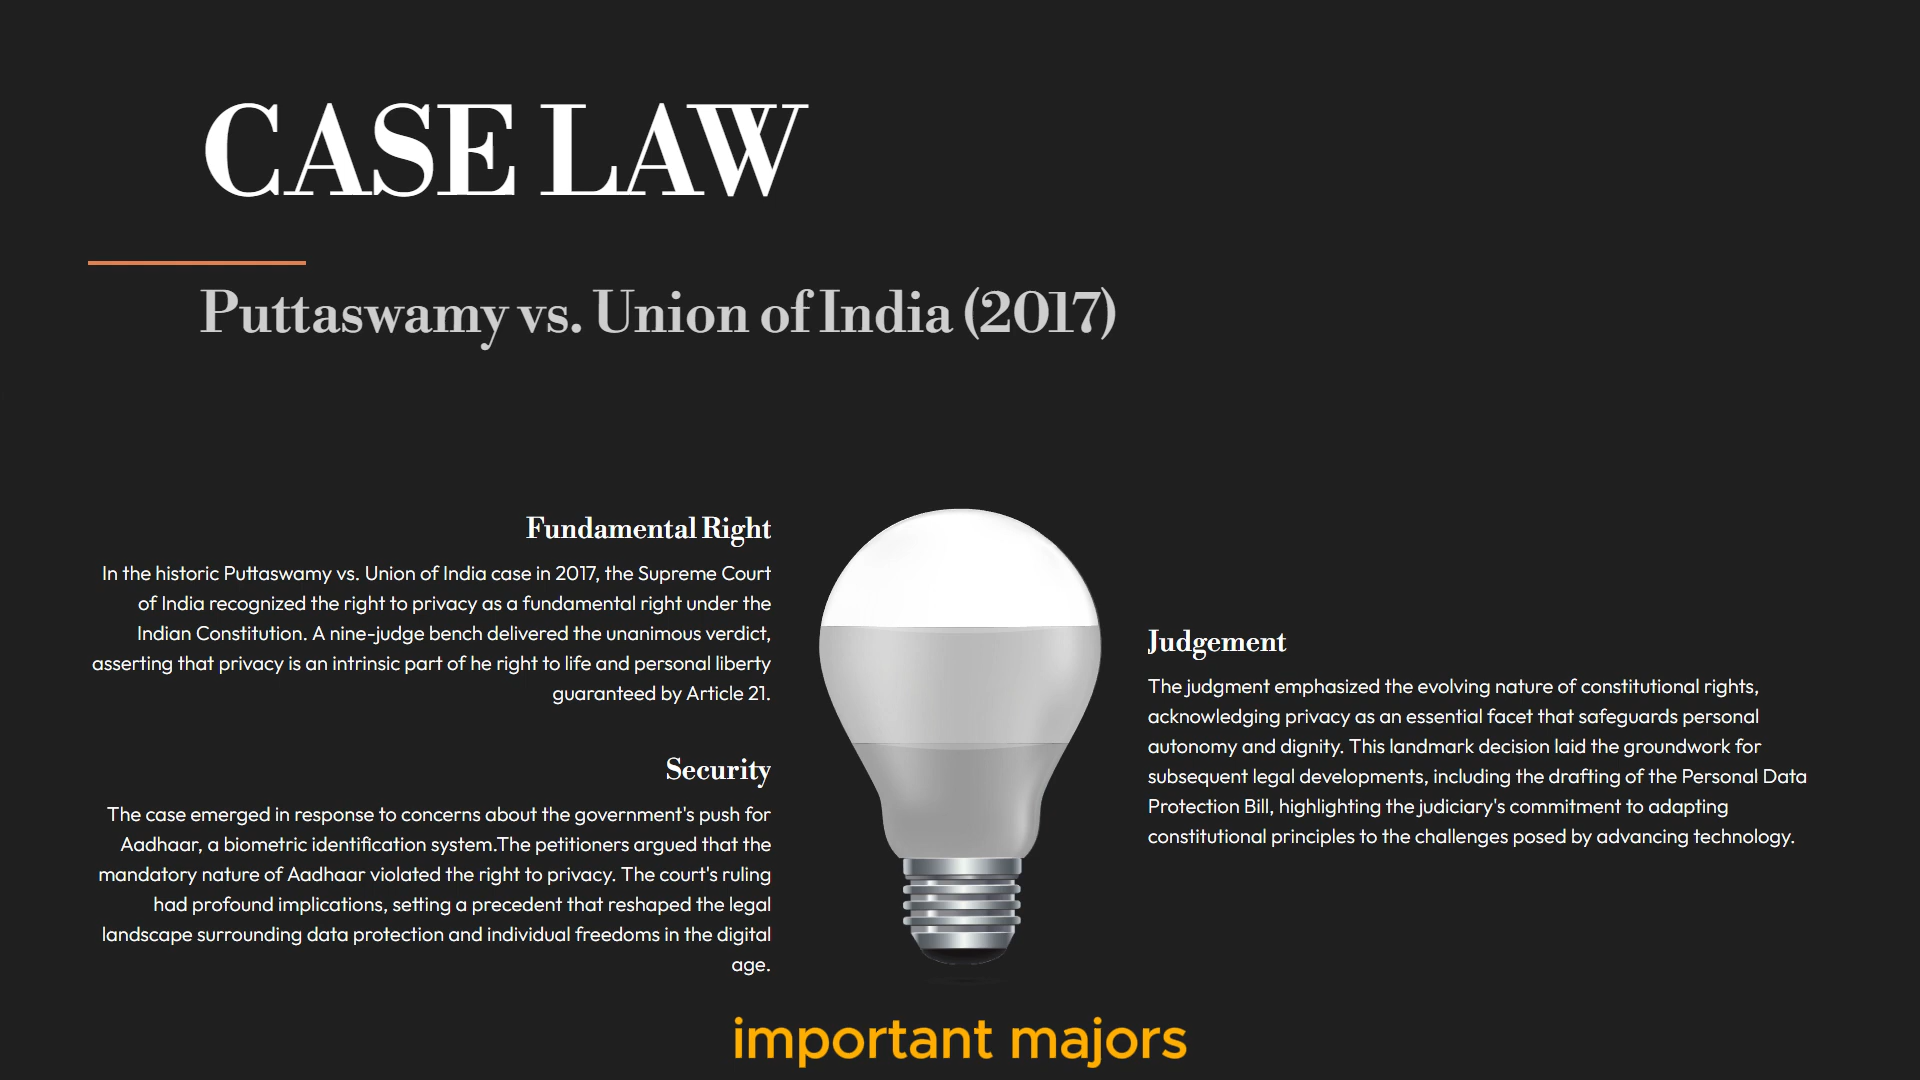 CASE LAW
Puttaswamy vs. Union of India (2017)
Fundamental Right
In the historic Puttaswamy vs. Union of India case in 2017, the Supreme Court
of India recognized the right to privacy as a fundamental right under the
Indian Constitution. A nine-judge bench delivered the unanimous verdict,
asserting that privacy is an intrinsic part of he right to life and personal liberty
guaranteed by Article 21.
Security
The case emerged in response to concerns about the government's push for
Aadhaar, a biometric identification system.The petitioners argued that the
mandatory nature of Aadhaar violated the right to privacy. The court's ruling
had profound implications, setting a precedent that reshaped the legal
landscape surrounding data protection and individual freedoms in the digital
age.
Judgement
The judgment emphasized the evolving nature of constitutional rights,
acknowledging privacy as an essential facet that safeguards personal
autonomy and dignity. This landmark decision laid the groundwork for
subsequent legal developments, including the drafting of the Personal Data
Protection Bill, highlighting the judiciary's commitment to adapting
constitutional principles to the challenges posed by advancing technology.
important majors